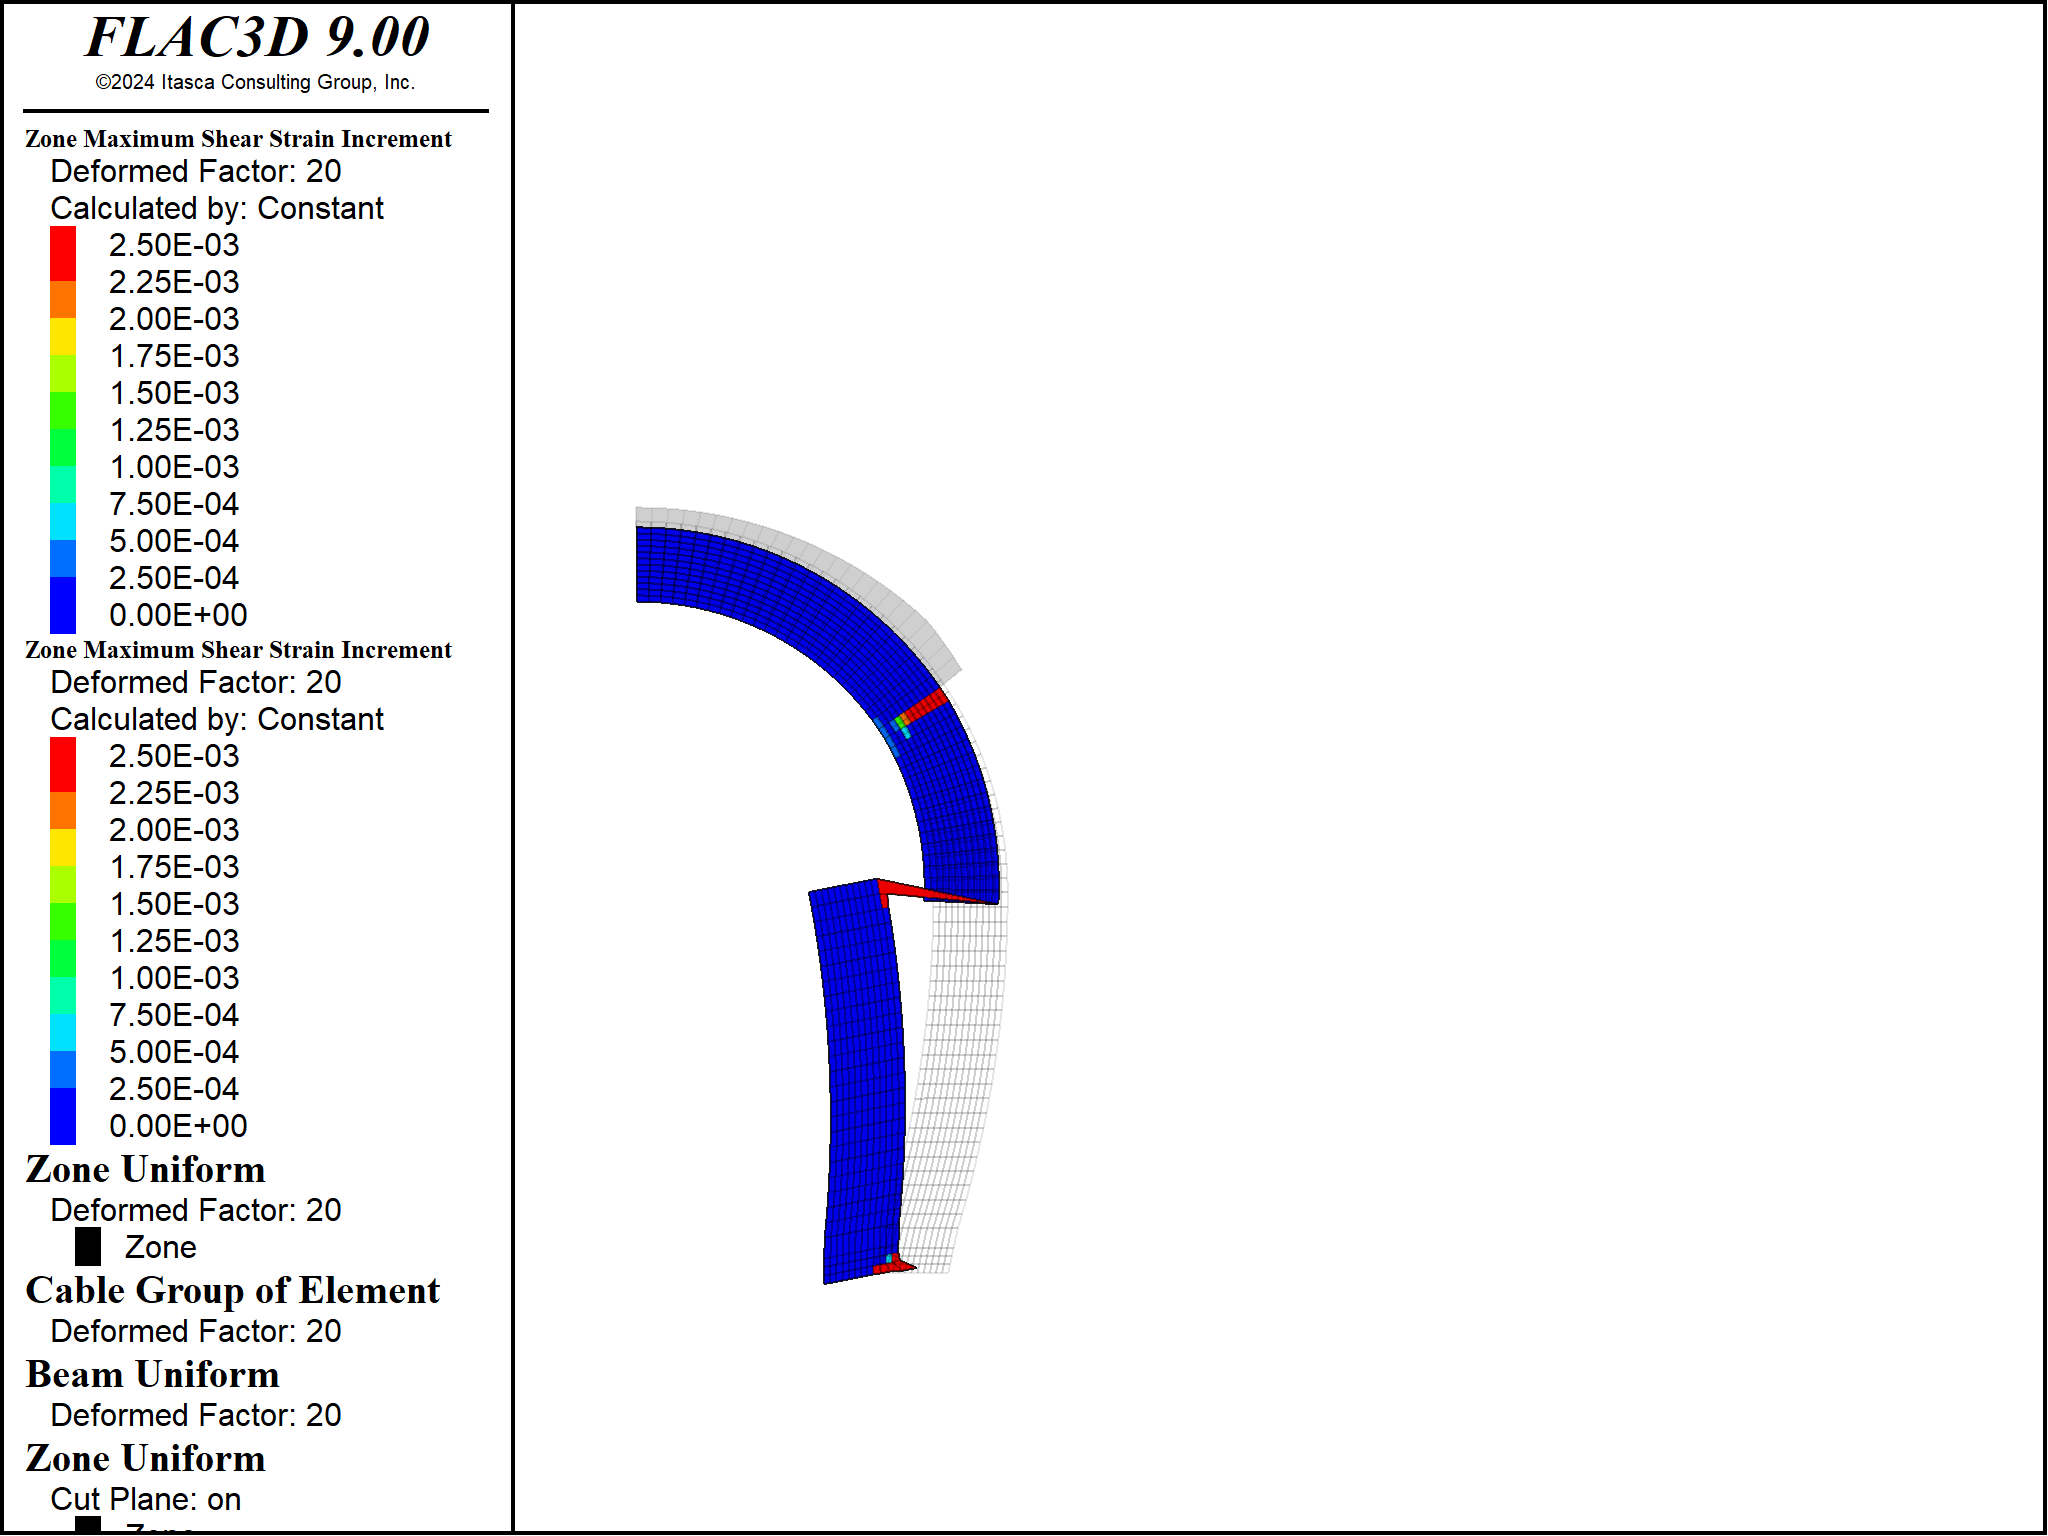 FLAC3D 9.00
©2024 Itasca Consulting Group, Inc.
Zone Maximum Shear Strain Increment
Deformed Factor: 20
Calculated by: Constant
2.50E-03
2.25E-03
2.00E-03
1.75E-03
1.50E-03
1.25E-03
1.00E-03
7.50E-04
5.00E-04
2.50E-04
0.00E+00
Zone Maximum Shear Strain Increment
Deformed Factor: 20
Calculated by: Constant
2.50E-03
2.25E-03
2.00E-03
1.75E-03
1.50E-03
1.25E-03
1.00E-03
7.50E-04
5.00E-04
2.50E-04
0.00E+00
Zone Uniform
Deformed Factor: 20
Zone
Cable Group of Element
Deformed Factor: 20
Beam Uniform
Deformed Factor: 20
Zone Uniform
Cut Plane: on